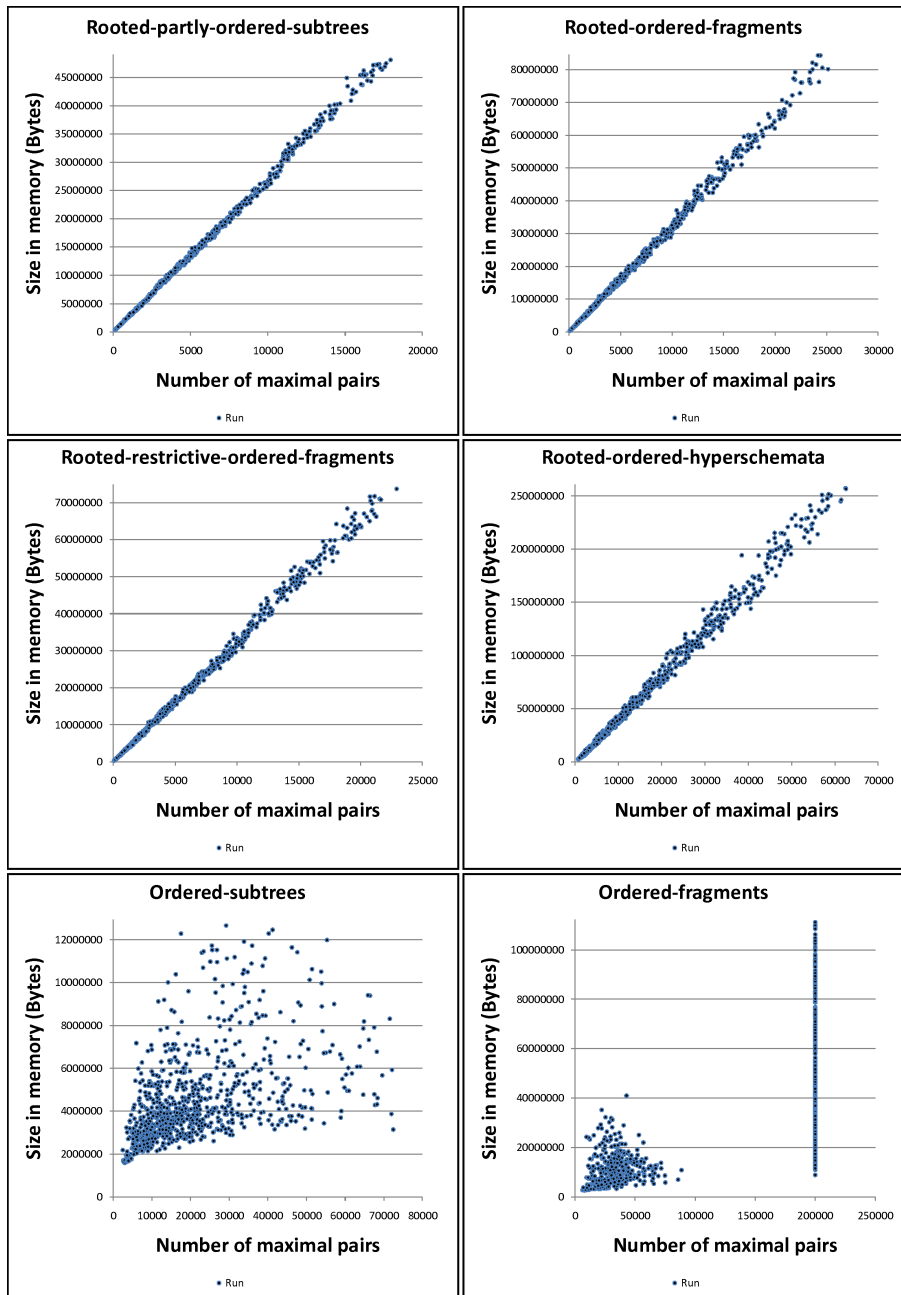 Rooted-partly-ordered-subtrees
Size in memory (Bytes)
45000000
40000000
35000000
30000000
25000000
20000000
15000000
10000000
5000000
0
0 5000 10000 15000 20000
Number of maximal pairs
Run
Rooted-ordered-fragments
Size in memory (Bytes)
80000000
70000000
60000000
50000000
40000000
30000000
20000000
10000000
0
0 5000 10000 15000 20000 25000 30000
Number of maximal pairs
Run
Rooted-restrictive-ordered-fragments
Size in memory (Bytes)
70000000
60000000
50000000
40000000
30000000
20000000
10000000
0
0 5000 10000 15000 20000 25000
Number of maximal pairs
Run
Rooted-ordered-hyperschemata
Size in memory (Bytes)
250000000
200000000
150000000
100000000
50000000
0
0 10000 20000 30000 40000 50000 60000 70000
Number of maximal pairs
Run
Ordered-subtrees
Size in memory (Bytes)
12000000
10000000
8000000
6000000
4000000
2000000
0
0 10000 20000 30000 40000 50000 60000 70000 80000
Number of maximal pairs
Run
Ordered-fragments
Size in memory (Bytes)
100000000
80000000
60000000
40000000
20000000
0
0 50000 100000 150000 200000 250000
Number of maximal pairs
Run